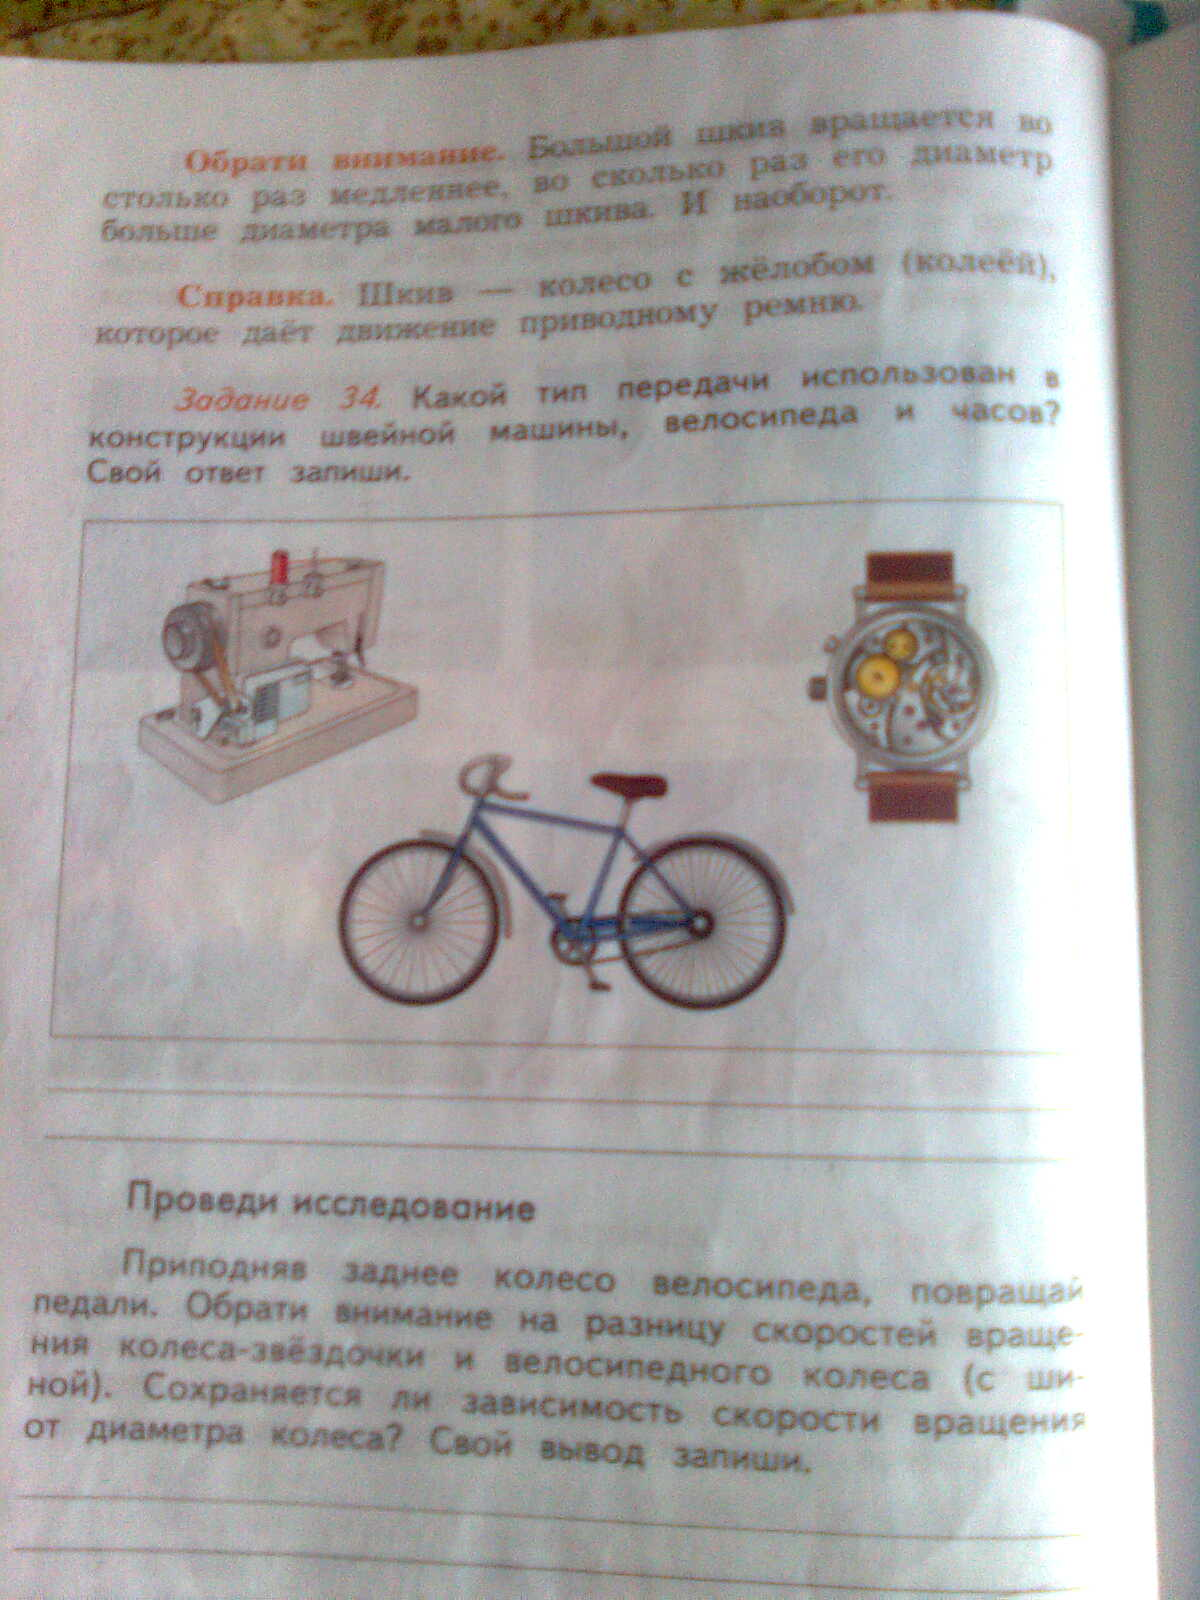 Обрати внимание. Большой шкив вращается во
столько раз медленнее, во сколько раз его диаметр
больше диаметра малого шкива. И наоборот.
Справка. Шкив — колесо с жёлобом (колеёй),
которое даёт движение приводному ремню.
Задание 34. Какой тип передачи использован в
конструкции швейной машины, велосипеда и часов?
Свой ответ запиши.
Проведи исследование
Приподняв заднее колесо велосипеда, повращай
педали. Обрати внимание на разницу скоростей враще-
ния колеса-звёздочки и велосипедного колеса (с ши-
ной). Сохраняется ли зависимость скорости вращения
от диаметра колеса? Свой вывод запиши.